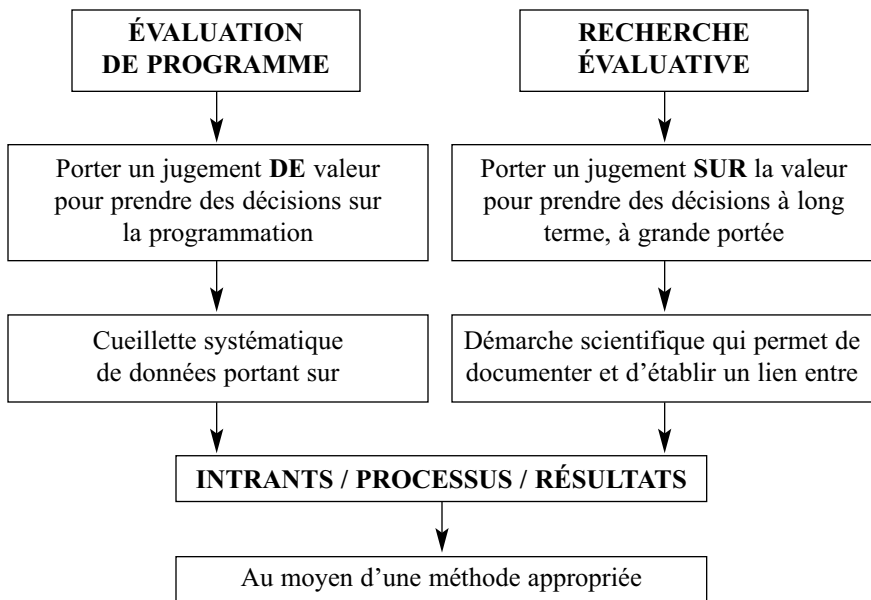 ÉVALUATION
DE PROGRAMME
RECHERCHE
ÉVALUATIVE
Porter un jugement DE valeur
pour prendre des décisions sur
la programmation
Porter un jugement SUR la valeur
pour prendre des décisions à long
terme, à grande portée
Cueillette systématique
de données portant sur
Démarche scientifique qui permet de
documenter et d’établir un lien entre
INTRANTS / PROCESSUS / RÉSULTATS
Au moyen d’une méthode appropriée